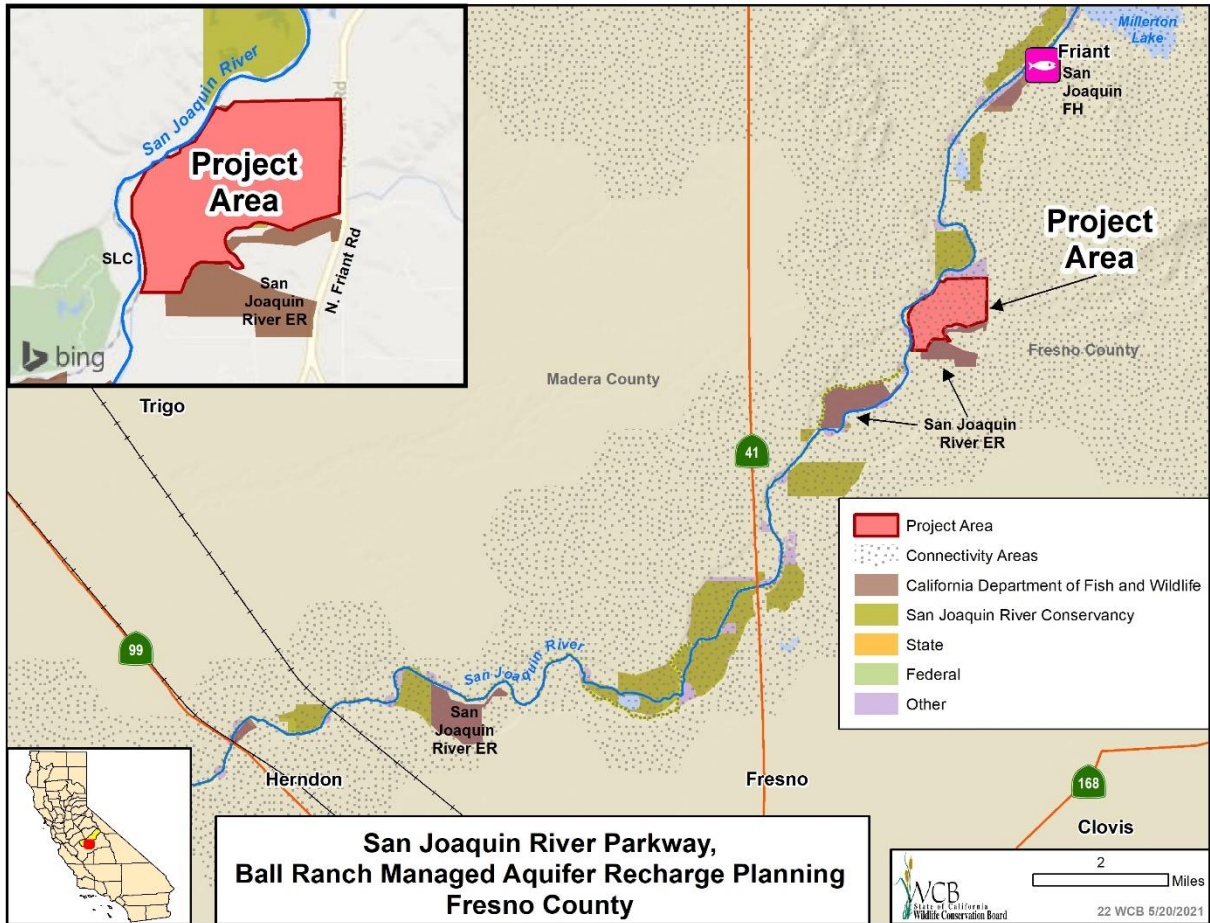 San Joaquin River
Project
Area
SLC
San
Joaquin
River ER
N. Friant Rd
bing
Millerton
Lake
Friant
San
Joaquin
FH
Project
Area
Fresno County
Madera County
Trigo
San Joaquin
River ER
41
99
San Joaquin River
San
Joaquin
River ER
Herndon
Fresno
168
Clovis
Project Area
Connectivity Areas
California Department of Fish and Wildlife
San Joaquin River Conservancy
State
Federal
Other
San Joaquin River Parkway,
Ball Ranch Managed Aquifer Recharge Planning
Fresno County
WCB
State of California
Wildlife Conservation Board
2
Miles
22 WCB 5/20/2021